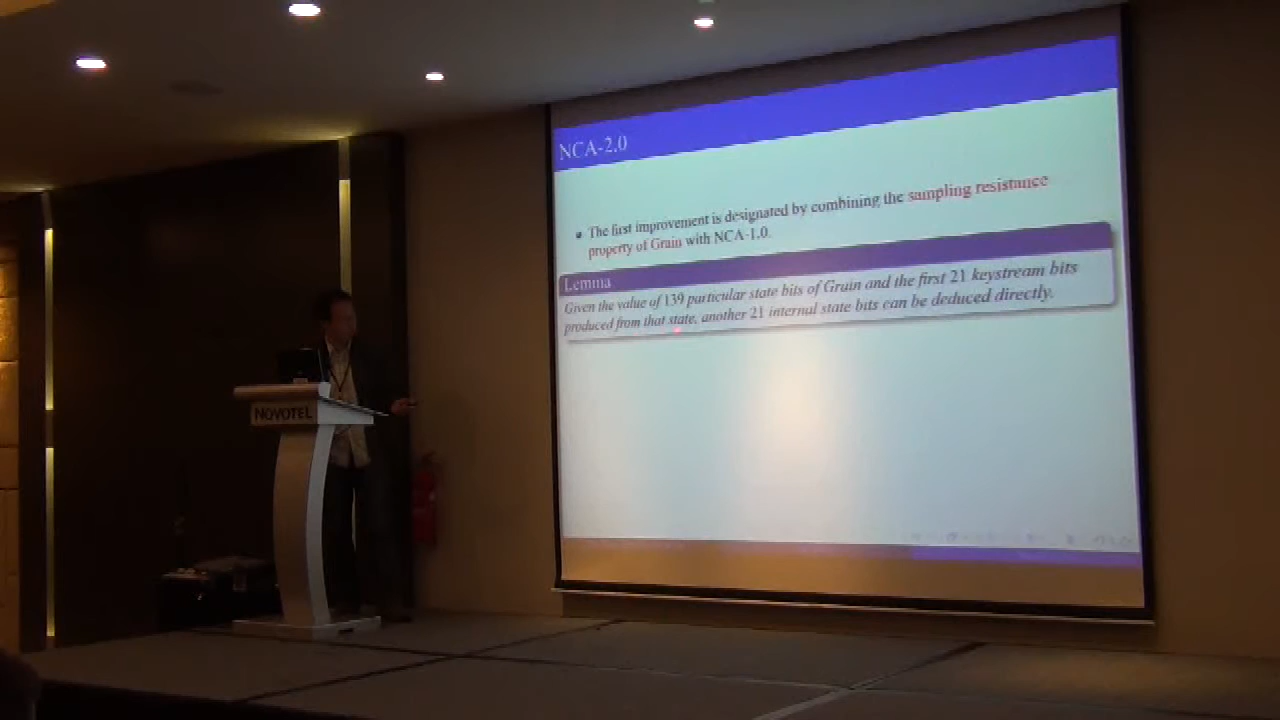 NCA-2.0
The first improvement is designated by combining the sampling resistance
property of Grain with NCA-1.0.
Lemma
Given the value of 139 particular state bits of Grain and the first 21 keystream bits
produced from that state, another 21 internal state bits can be deduced directly.
NOVOTEL